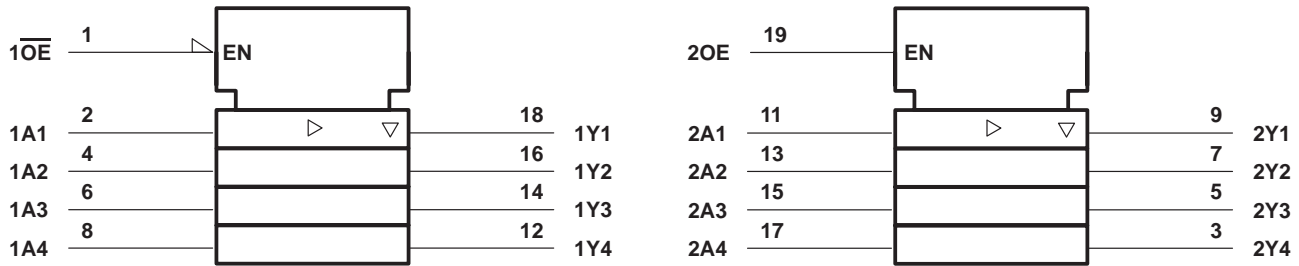 1O̅E̅ 1 EN
1A1 2 18 1Y1
1A2 4 16 1Y2
1A3 6 14 1Y3
1A4 8 12 1Y4
2OE 19 EN
2A1 11 9 2Y1
2A2 13 7 2Y2
2A3 15 5 2Y3
2A4 17 3 2Y4